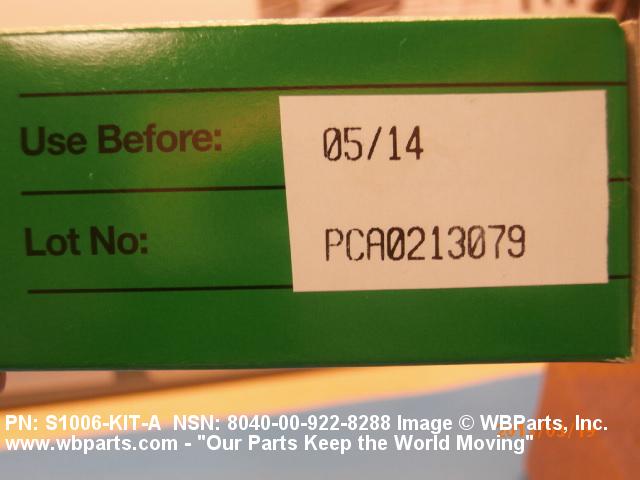 Use Before: 05/14
Lot No: PCA0213079
PN: S1006-KIT-A NSN: 8040-00-922-8288 Image © WBParts, Inc.
www.wbparts.com - "Our Parts Keep the World Moving"